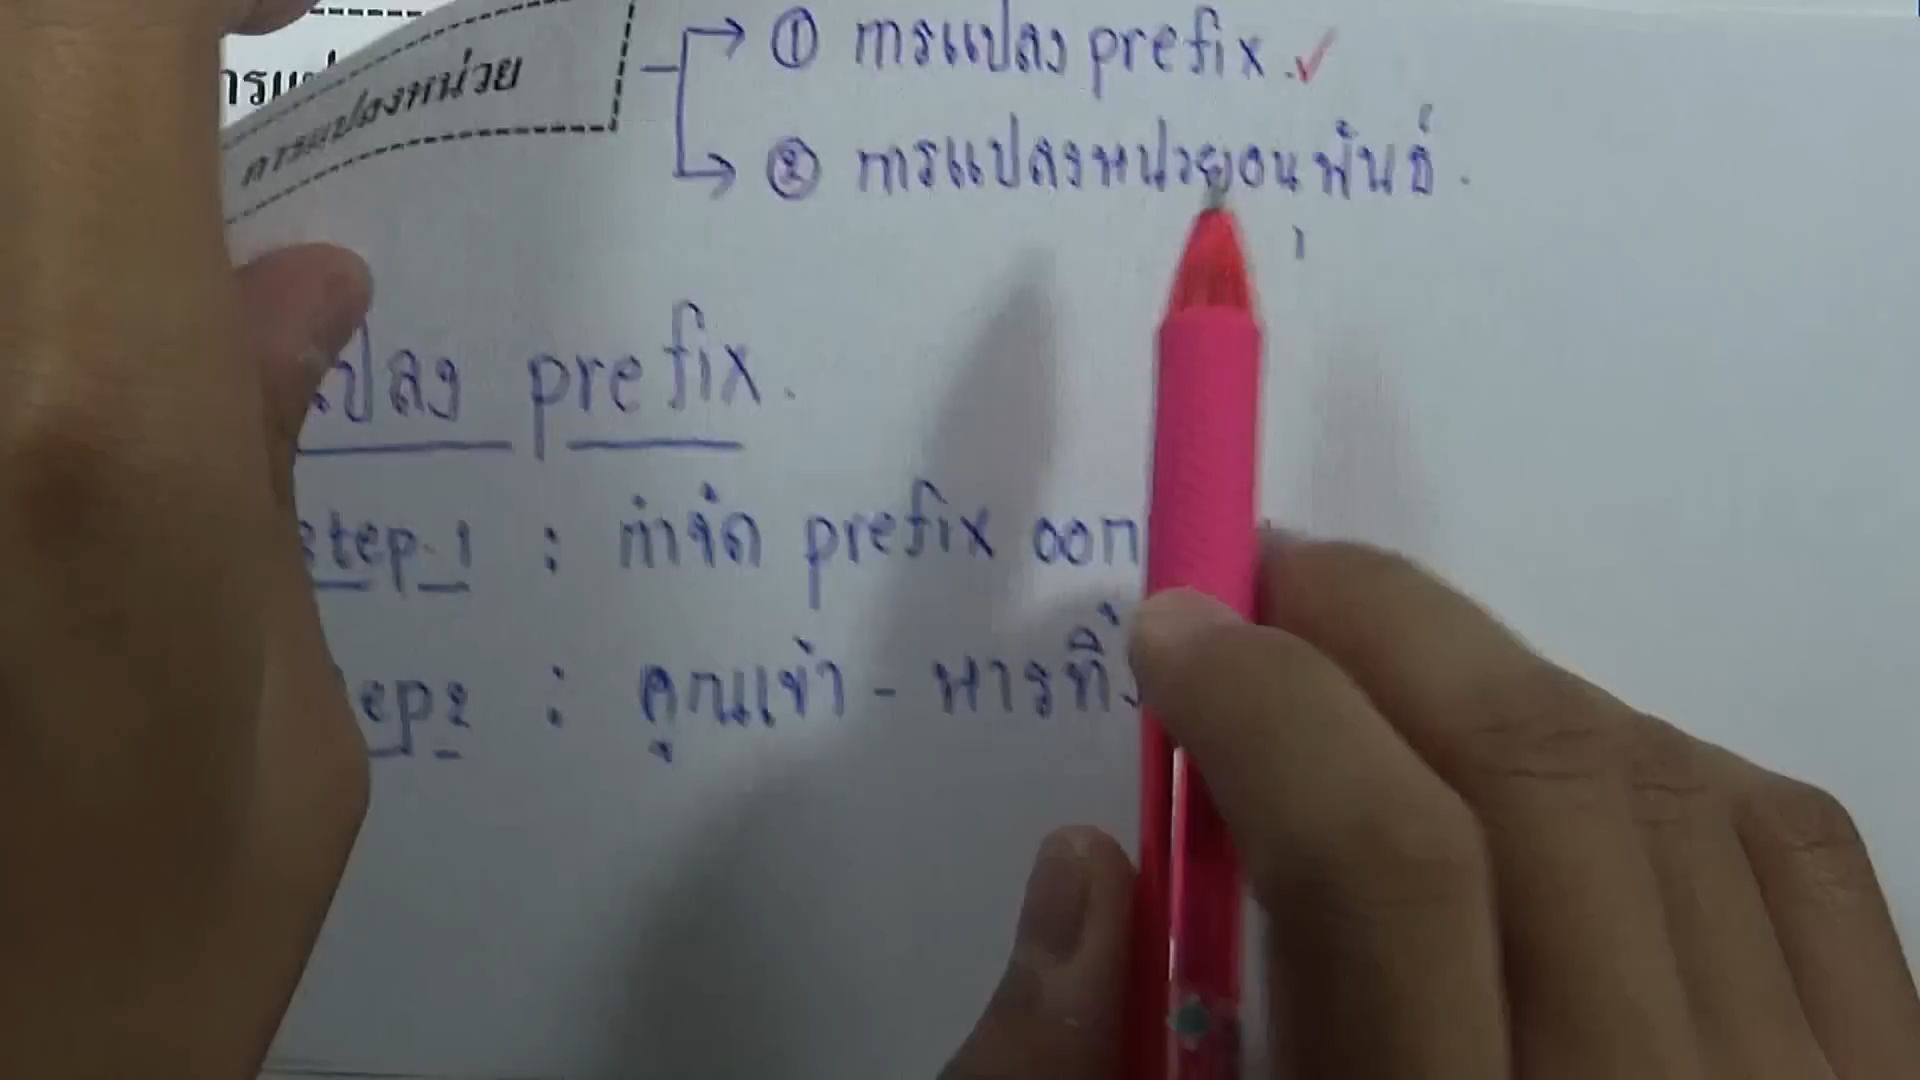 การแปลงหน่วย
① การแปลง prefix.✓
② การแปลงหน่วยอนุพันธ์.
แปลง prefix.
step 1 : กำจัด prefix ออก
ep 2 : คูณเข้า - หารทิ้ง